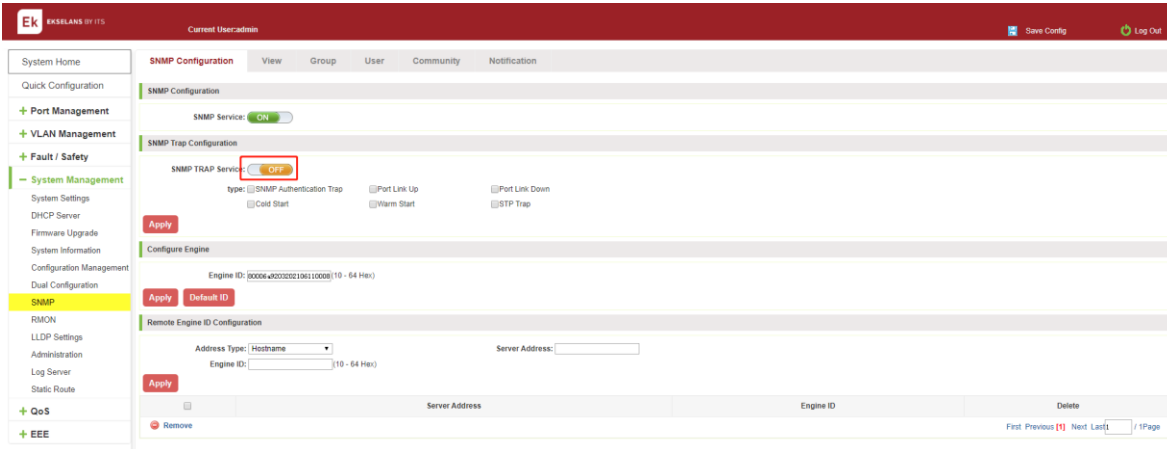 Ek EKSELANS BY ITS
Current User:admin
Save Config
Log Out
System Home
Quick Configuration
+ Port Management
+ VLAN Management
+ Fault / Safety
− System Management
System Settings
DHCP Server
Firmware Upgrade
System Information
Configuration Management
Dual Configuration
SNMP
RMON
LLDP Settings
Administration
Log Server
Static Route
+ QoS
+ EEE
SNMP Configuration View Group User Community Notification
SNMP Configuration
SNMP Service: ON
SNMP Trap Configuration
SNMP TRAP Service: OFF
type: SNMP Authentication Trap Port Link Up Port Link Down
Cold Start Warm Start STP Trap
Apply
Configure Engine
Engine ID: (10 - 64 Hex)
Apply Default ID
Remote Engine ID Configuration
Address Type: Hostname Server Address:
Engine ID: (10 - 64 Hex)
Apply
Server Address Engine ID Delete
Remove First Previous [1] Next Last 1 / 1Page